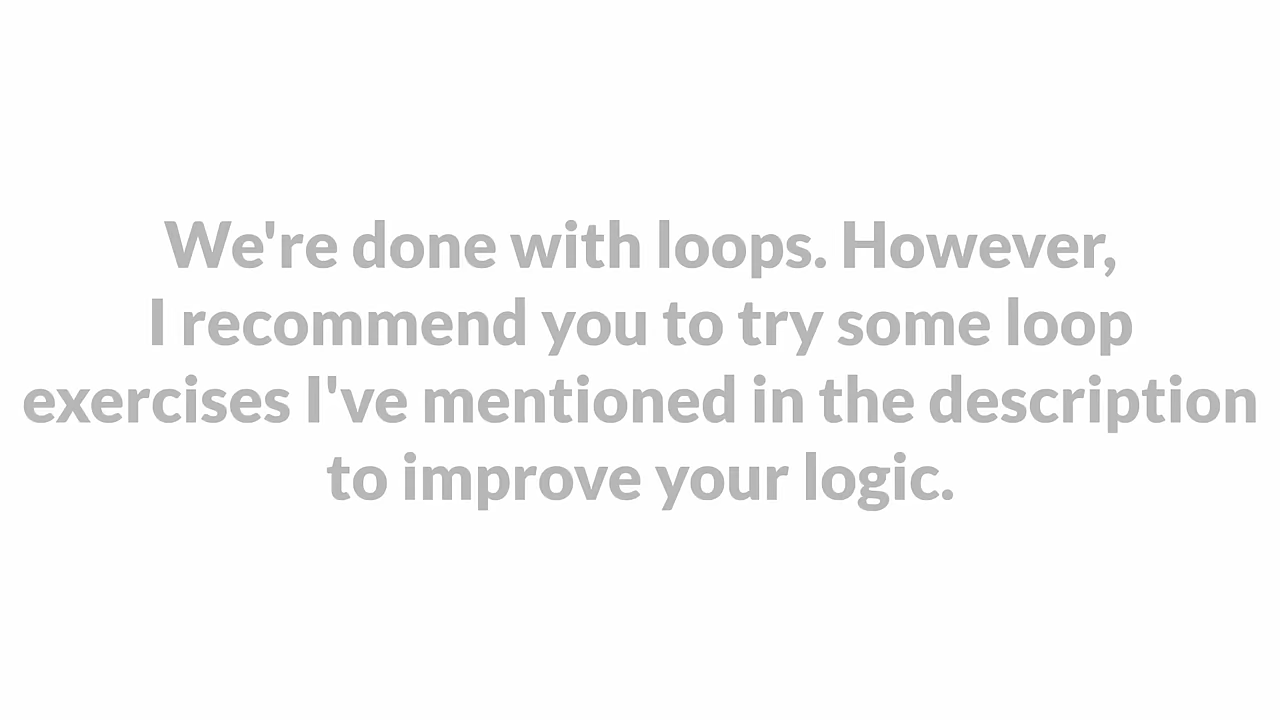 We're done with loops. However,
I recommend you to try some loop
exercises I've mentioned in the description
to improve your logic.